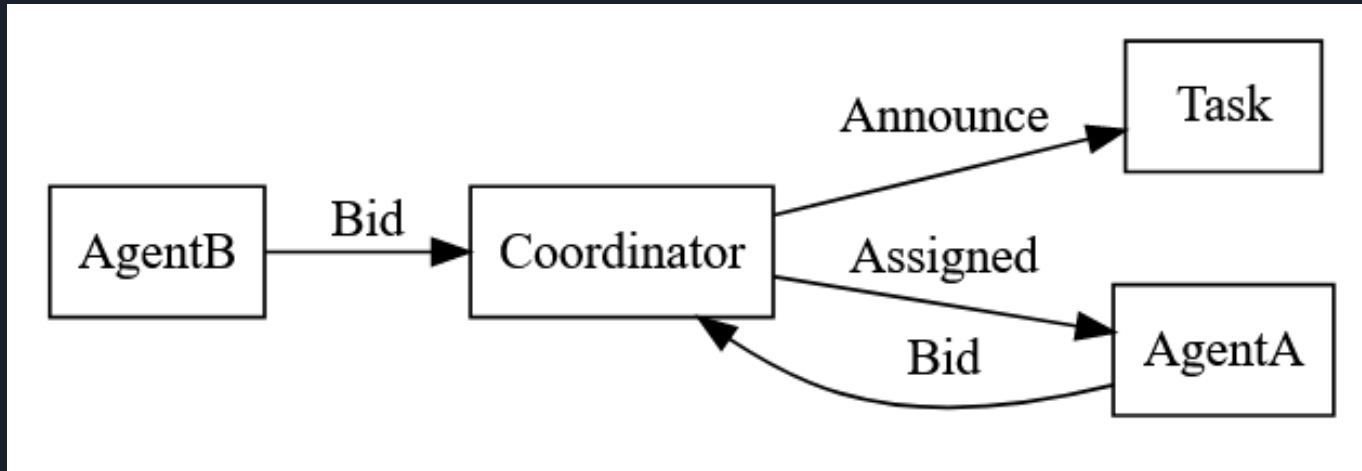 Task
Announce
Bid
AgentB
Coordinator
Assigned
Bid
AgentA